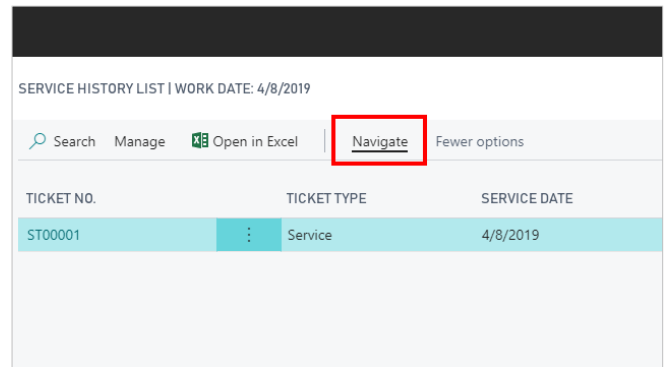 SERVICE HISTORY LIST | WORK DATE: 4/8/2019
Search Manage Open in Excel Navigate Fewer options
TICKET NO. TICKET TYPE SERVICE DATE
ST00001 Service 4/8/2019